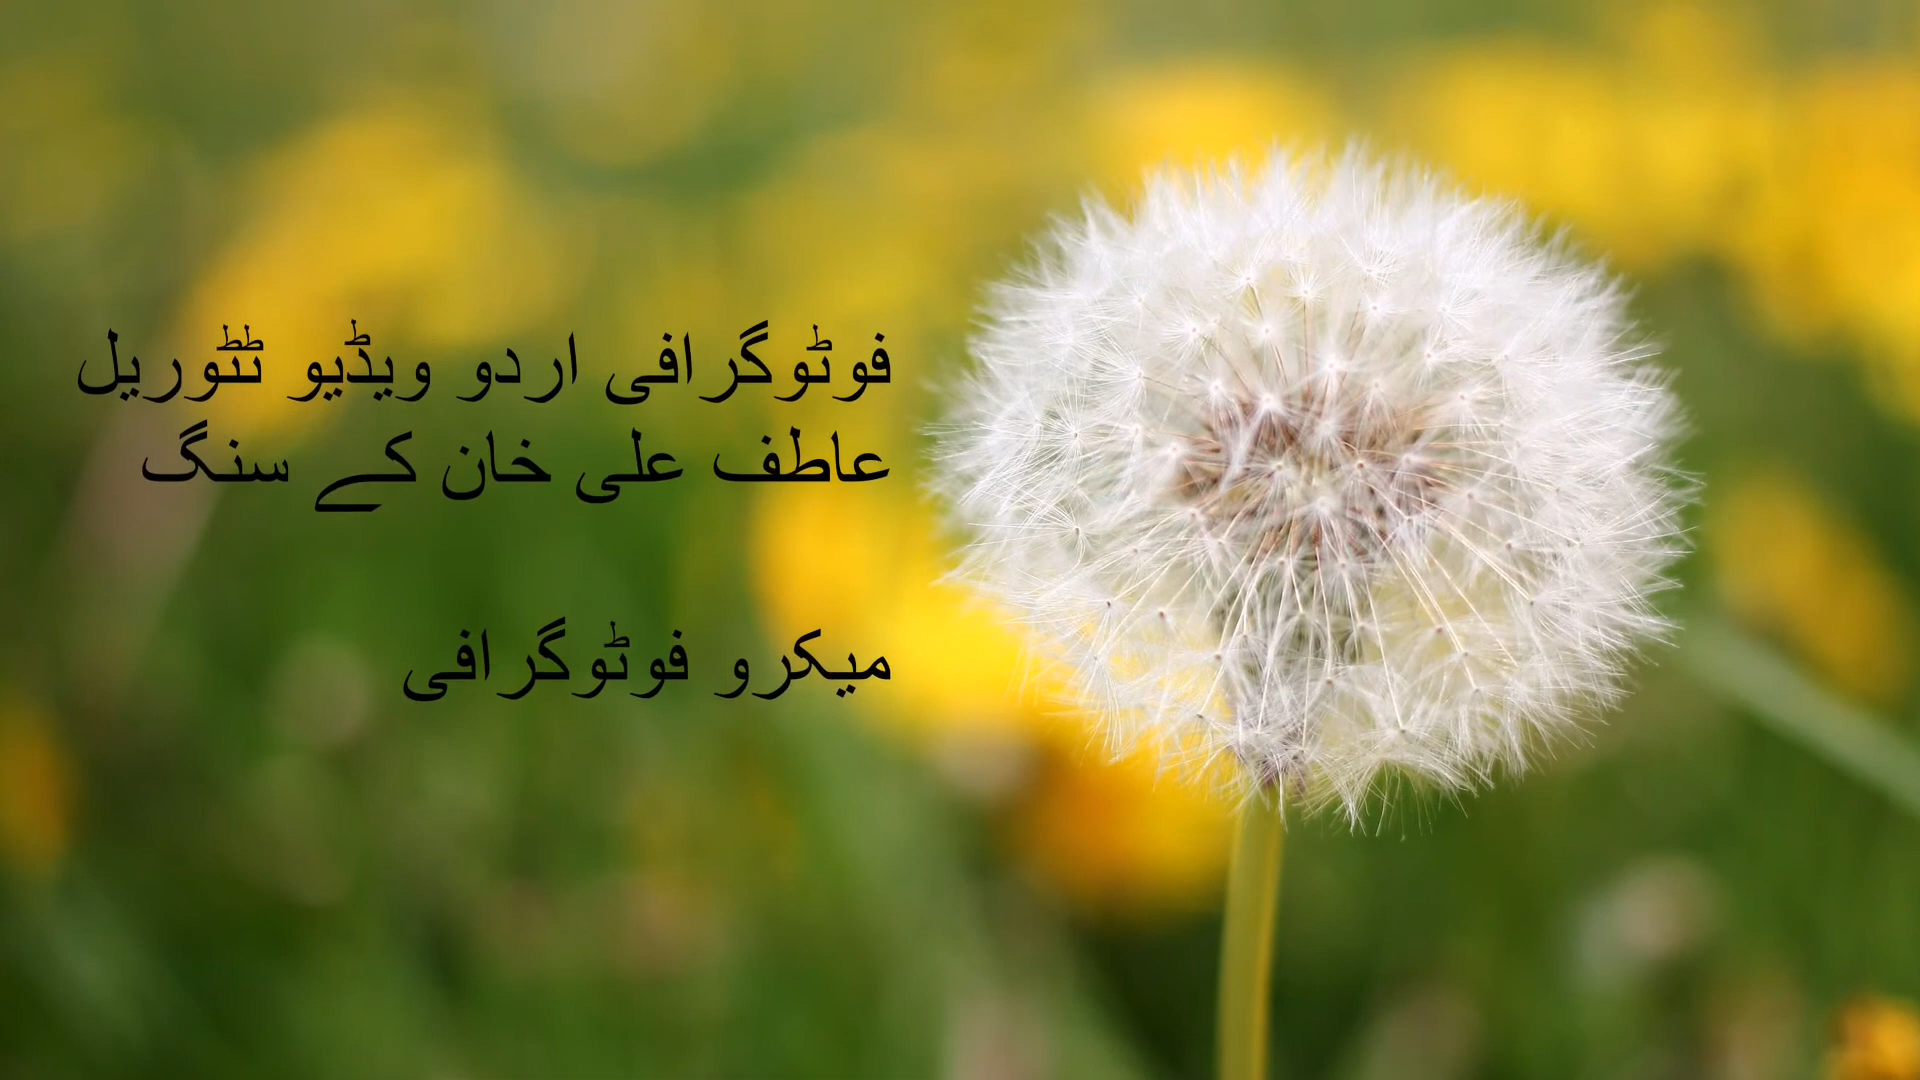 فوٹوگرافی اردو ویڈیو ٹٹوریل
عاطف علی خان کے سنگ
میکرو فوٹوگرافی